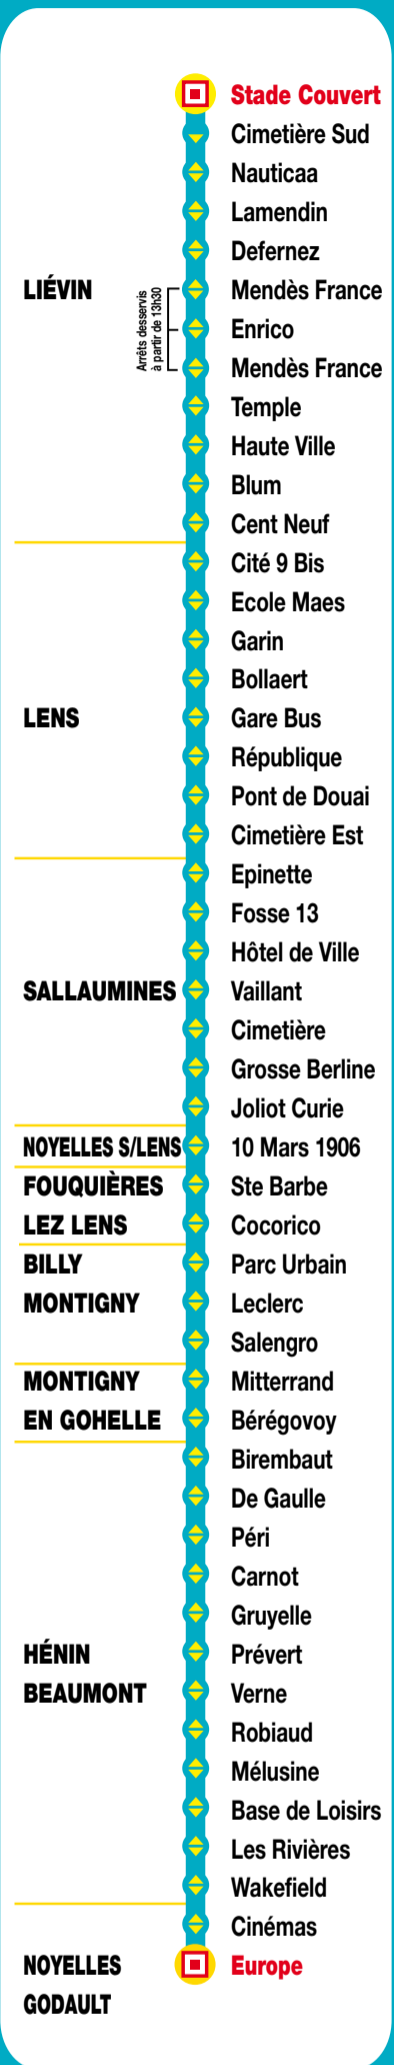 Stade Couvert
Cimetière Sud
Nauticaa
Lamendin
Defernez
LIÉVIN
Arrêts desservis
à partir de 13h30
Mendès France
Enrico
Mendès France
Temple
Haute Ville
Blum
Cent Neuf
Cité 9 Bis
Ecole Maes
Garin
Bollaert
LENS
Gare Bus
République
Pont de Douai
Cimetière Est
Epinette
Fosse 13
Hôtel de Ville
SALLAUMINES
Vaillant
Cimetière
Grosse Berline
Joliot Curie
NOYELLES S/LENS
10 Mars 1906
FOUQUIÈRES
Ste Barbe
LEZ LENS
Cocorico
BILLY
Parc Urbain
MONTIGNY
Leclerc
Salengro
MONTIGNY
Mitterrand
EN GOHELLE
Bérégovoy
Birembaut
De Gaulle
Péri
Carnot
Gruyelle
HÉNIN
Prévert
BEAUMONT
Verne
Robiaud
Mélusine
Base de Loisirs
Les Rivières
Wakefield
Cinémas
NOYELLES
Europe
GODAULT